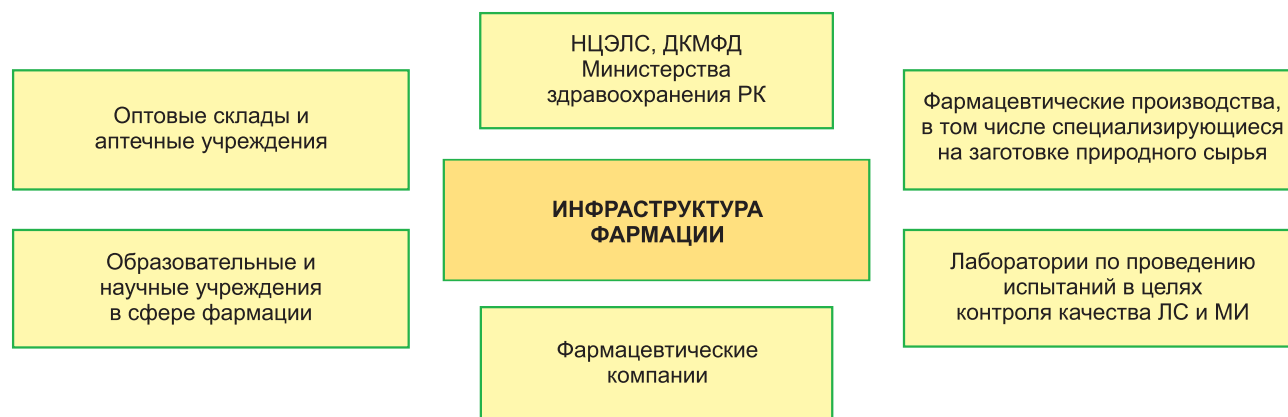 НЦЭЛС, ДКМФД
Министерства
здравоохранения РК
Оптовые склады и
аптечные учреждения
Фармацевтические производства,
в том числе специализирующиеся
на заготовке природного сырья
ИНФРАСТРУКТУРА
ФАРМАЦИИ
Образовательные и
научные учреждения
в сфере фармации
Лаборатории по проведению
испытаний в целях
контроля качества ЛС и МИ
Фармацевтические
компании